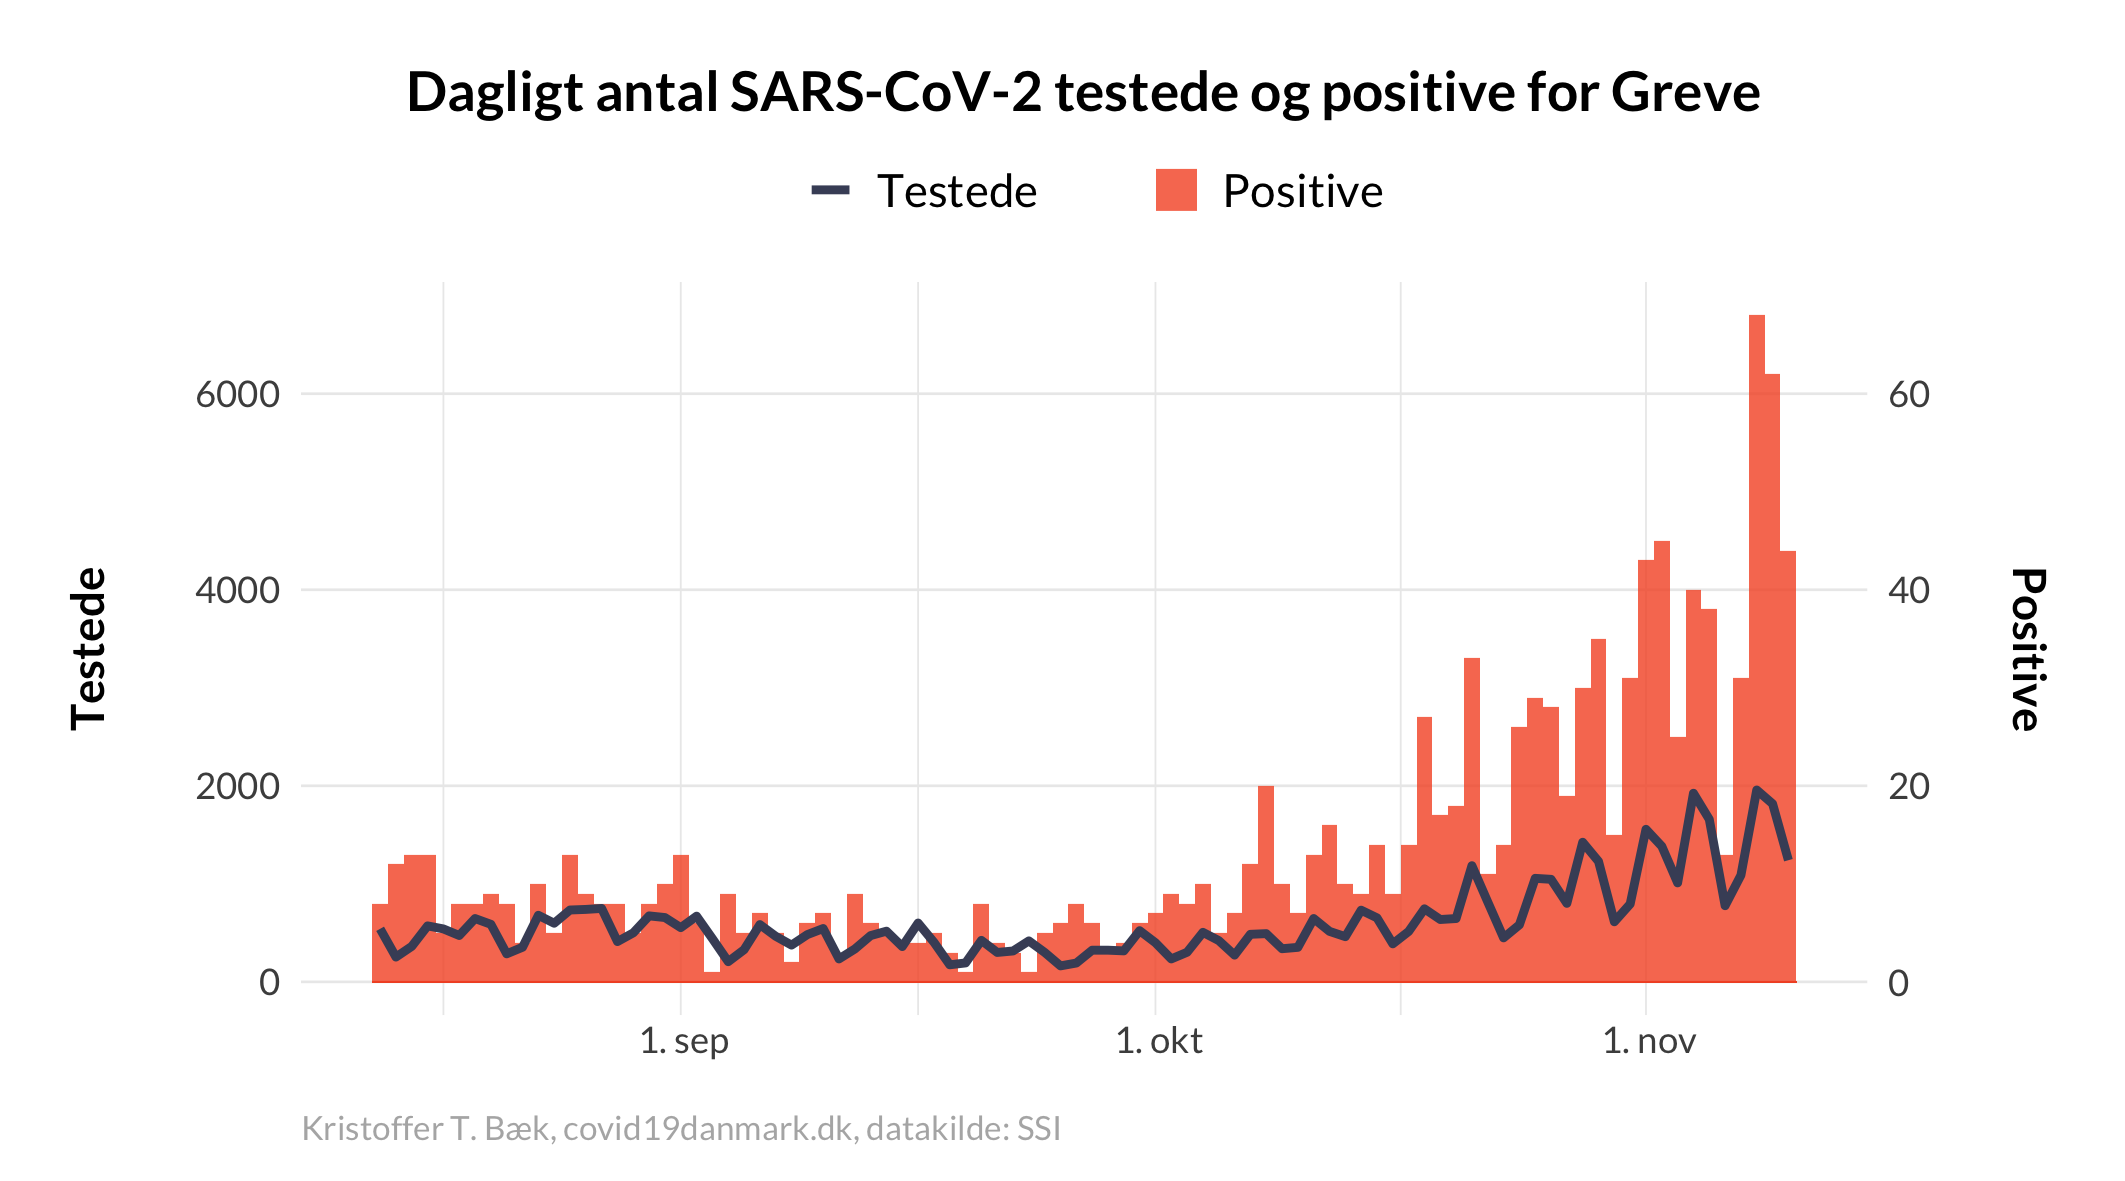 Dagligt antal SARS-CoV-2 testede og positive for Greve
Testede
Positive
6000
4000
2000
0
60
40
20
0
Testede
Positive
1. sep
1. okt
1. nov
Kristoffer T. Bæk, covid19danmark.dk, datakilde: SSI